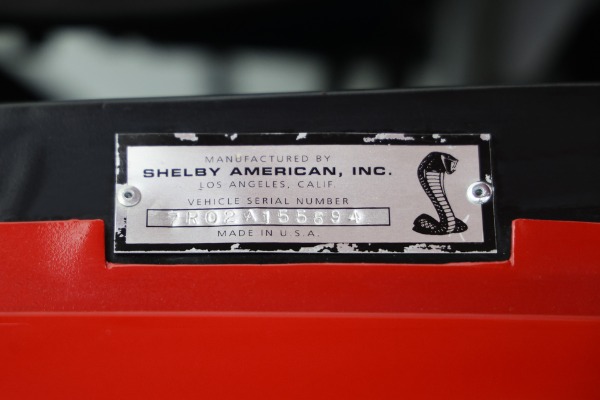 MANUFACTURED BY
SHELBY AMERICAN, INC.
LOS ANGELES, CALIF.
VEHICLE SERIAL NUMBER
7R02A155594
MADE IN U.S.A.